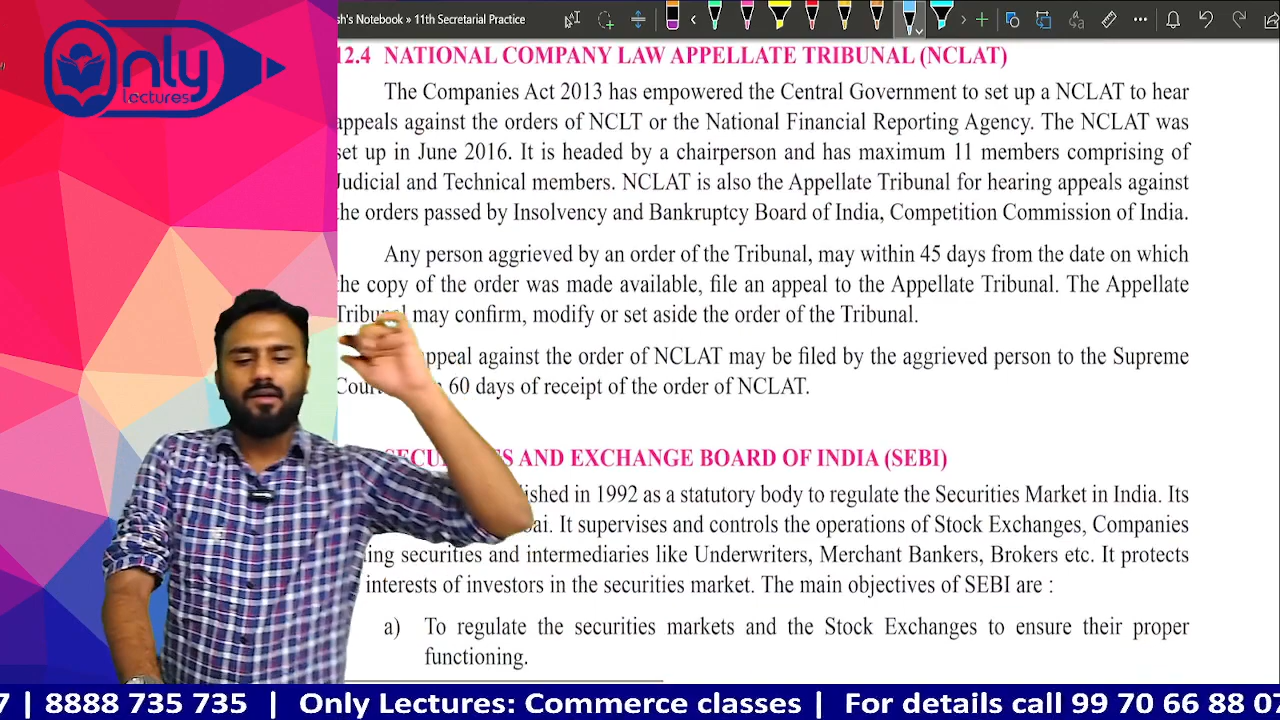 sh's Notebook » 11th Secretarial Practice
Only
lectures
12.4 NATIONAL COMPANY LAW APPELLATE TRIBUNAL (NCLAT)
The Companies Act 2013 has empowered the Central Government to set up a NCLAT to hear
appeals against the orders of NCLT or the National Financial Reporting Agency. The NCLAT was
set up in June 2016. It is headed by a chairperson and has maximum 11 members comprising of
Judicial and Technical members. NCLAT is also the Appellate Tribunal for hearing appeals against
the orders passed by Insolvency and Bankruptcy Board of India, Competition Commission of India.
Any person aggrieved by an order of the Tribunal, may within 45 days from the date on which
the copy of the order was made available, file an appeal to the Appellate Tribunal. The Appellate
Tribunal may confirm, modify or set aside the order of the Tribunal.
appeal against the order of NCLAT may be filed by the aggrieved person to the Supreme
Court 60 days of receipt of the order of NCLAT.
SECURITIES AND EXCHANGE BOARD OF INDIA (SEBI)
in 1992 as a statutory body to regulate the Securities Market in India. Its
It supervises and controls the operations of Stock Exchanges, Companies
securities and intermediaries like Underwriters, Merchant Bankers, Brokers etc. It protects
interests of investors in the securities market. The main objectives of SEBI are :
a) To regulate the securities markets and the Stock Exchanges to ensure their proper
functioning.
7 | 8888 735 735 | Only Lectures: Commerce classes | For details call 99 70 66 88 07